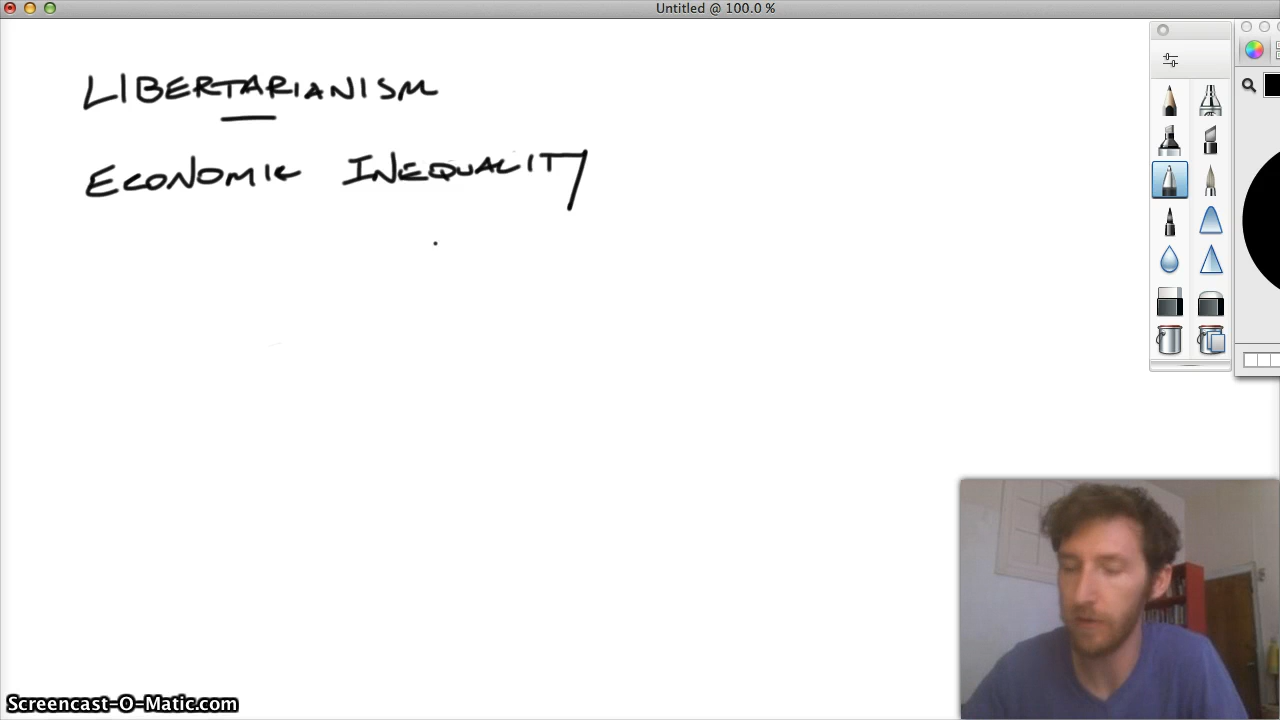 Untitled @ 100.0 %
LIBERTARIANISM
ECONOMIC INEQUALITY
Screencast-O-Matic.com